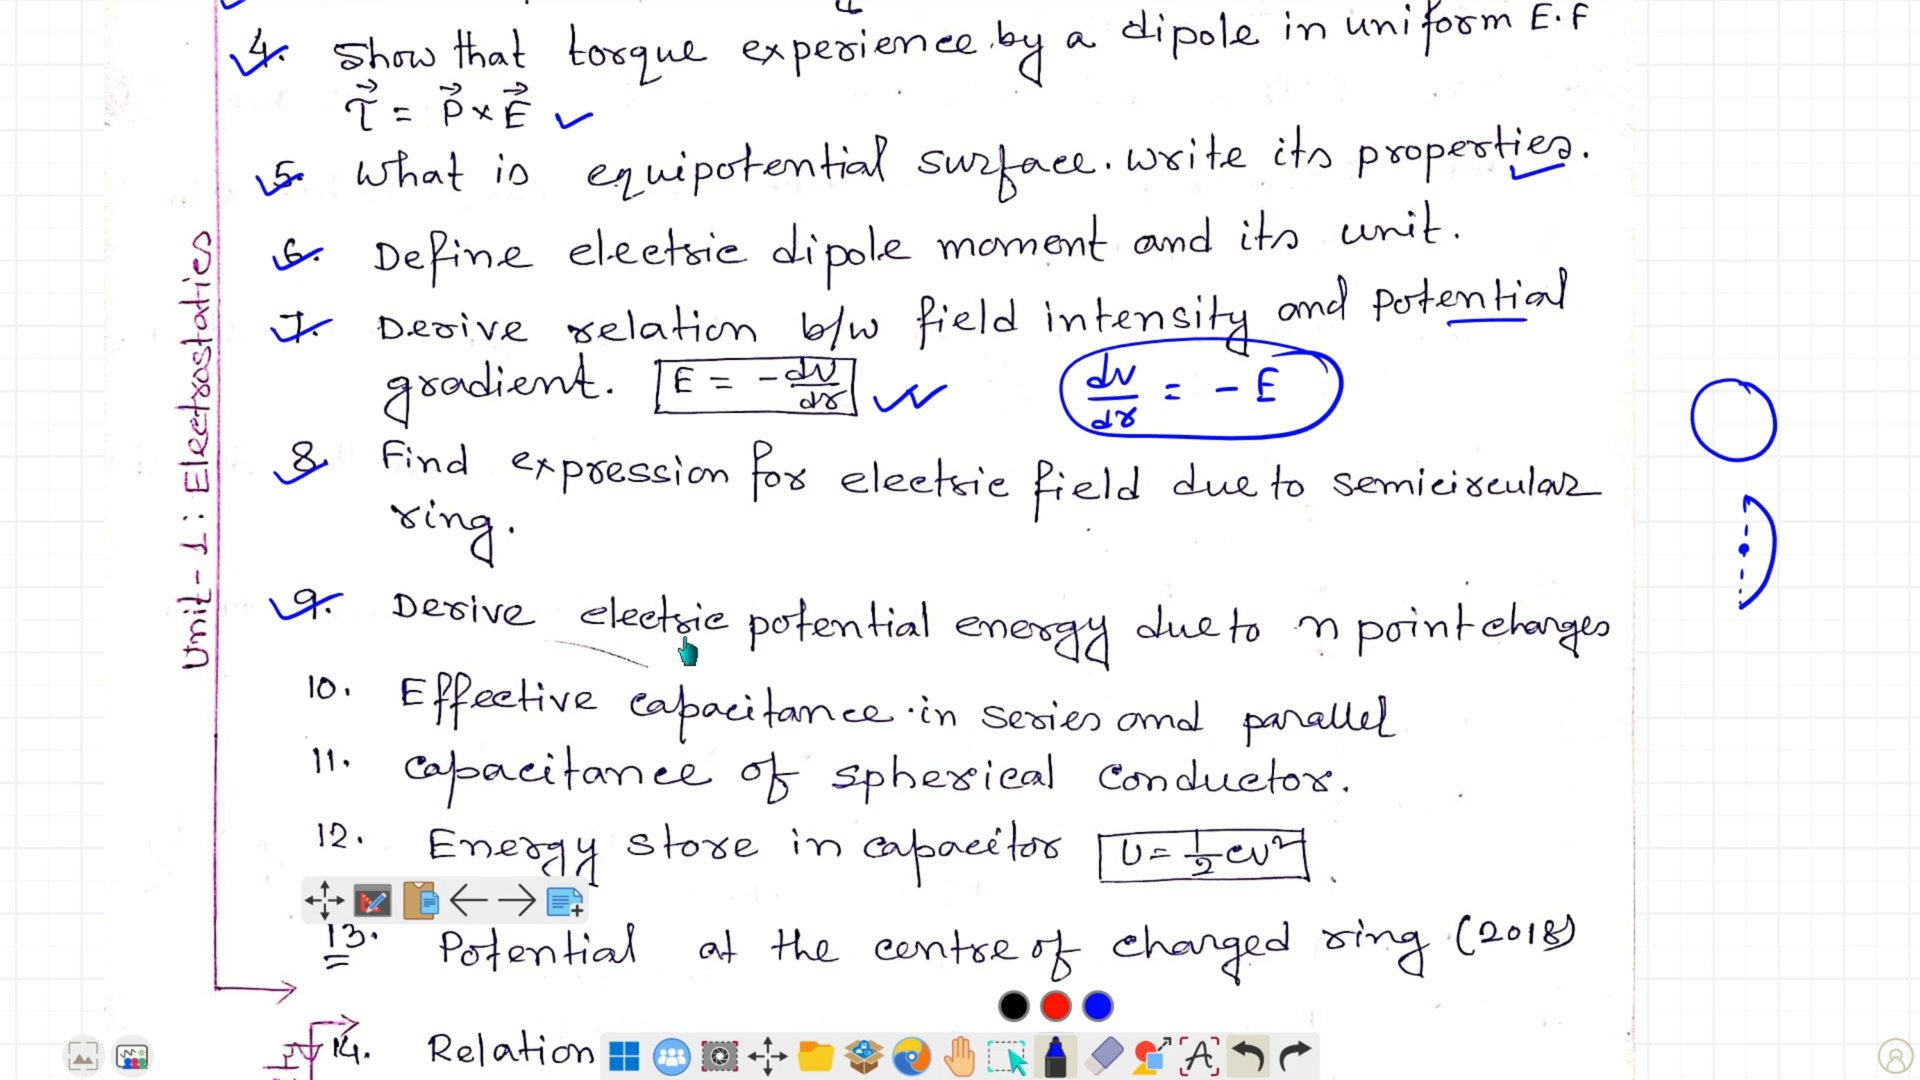 4. Show that torque experience by a dipole in uniform E.F
τ⃗ = P⃗ × E⃗
5. What is equipotential surface. write its properties.
6. Define electric dipole moment and its unit.
7. Derive relation b/w field intensity and potential
gradient. E = -dv/dr dv/dr = - E
8. Find expression for electric field due to semicircular
ring.
9. Derive electric potential energy due to n point charges
10. Effective capacitance in series and parallel
11. Capacitance of spherical conductor.
12. Energy store in capacitor U = 1/2 CV²
13. Potential at the centre of charged ring (2018)
14. Relation
Unit-1: Electrostatics